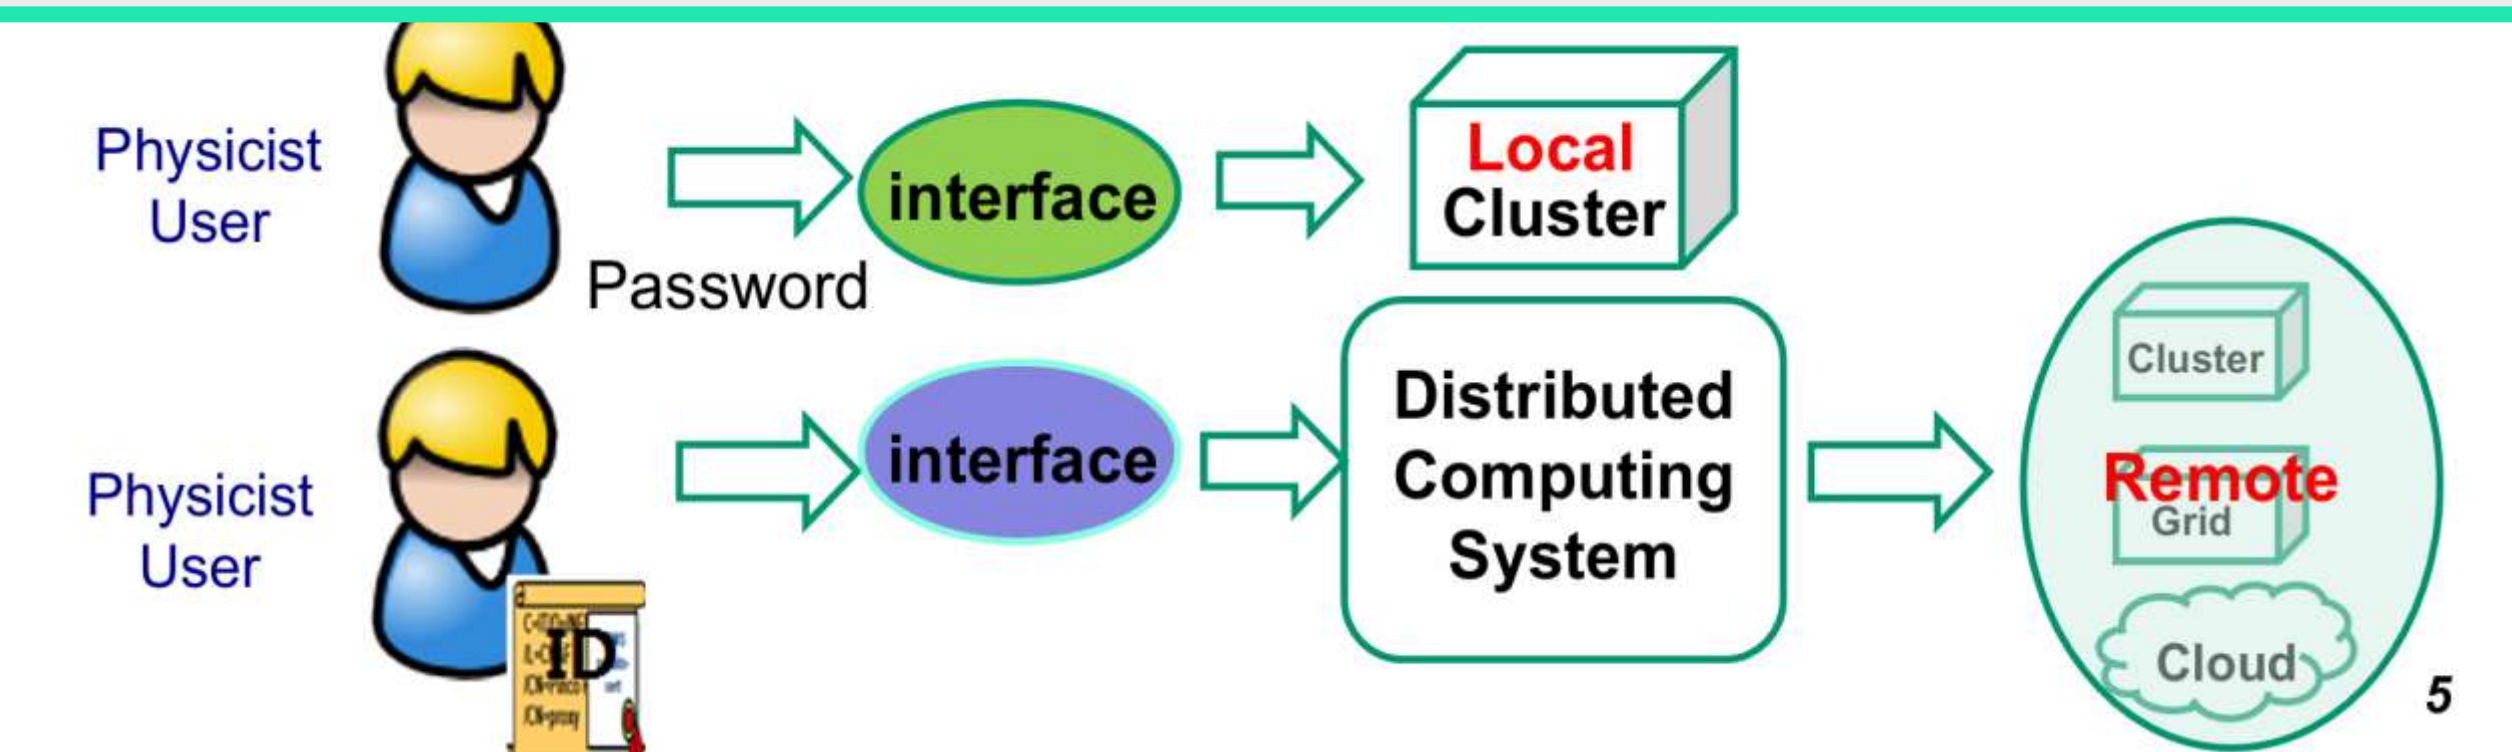 Physicist
User
Password
interface
Local
Cluster
Physicist
User
ID
interface
Distributed
Computing
System
Cluster
Remote
Grid
Cloud
5